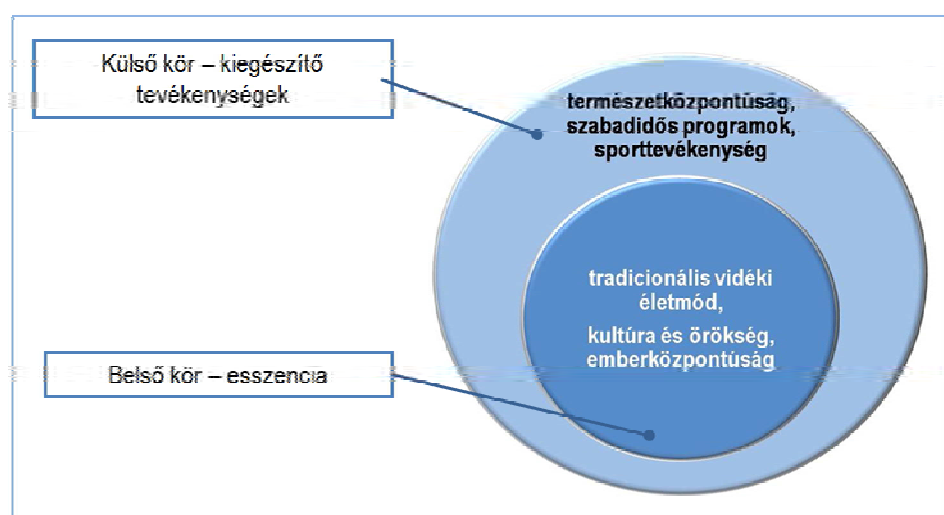 Külső kör – kiegészítő
tevékenységek
természetközpontúság,
szabadidős programok,
sporttevékenység
tradicionális vidéki
életmód,
kultúra és örökség,
emberközpontúság
Belső kör – esszencia